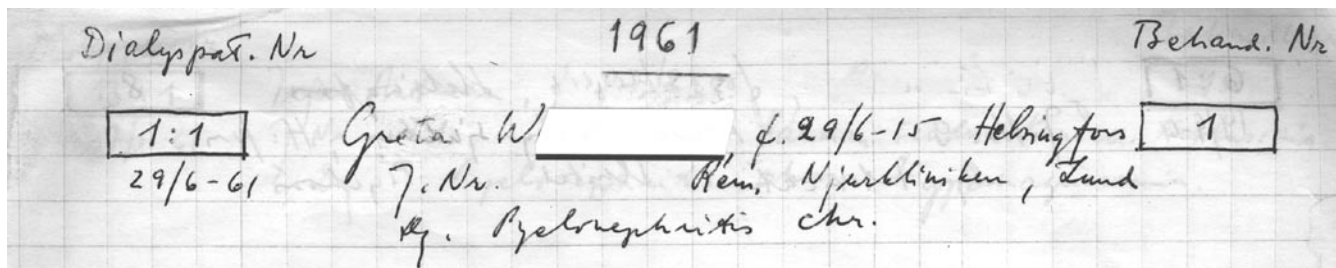 Dialyspat. Nr 1961 Behand. Nr
1:1 Greta W f. 29/6-15 Helsingfors 1
29/6-61 J. Nr. Rem. Njurkliniken, Lund
Dg. Pyelonephritis chr.